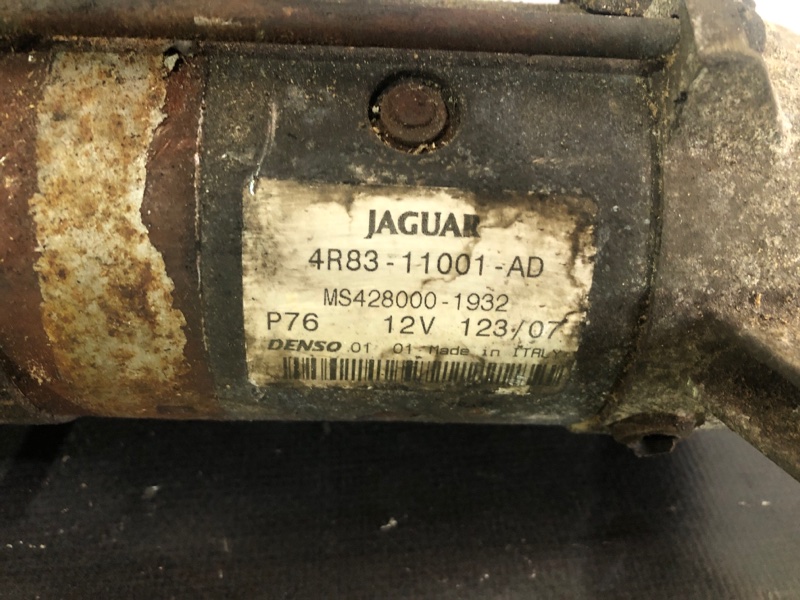 JAGUAR
4R83-11001-AD
MS428000-1932
P76 12V 123/07
DENSO 01 01 Made in ITALY